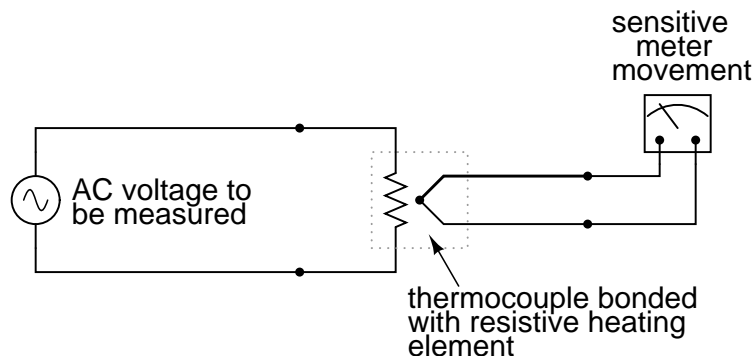 sensitive
meter
movement
AC voltage to
be measured
thermocouple bonded
with resistive heating
element